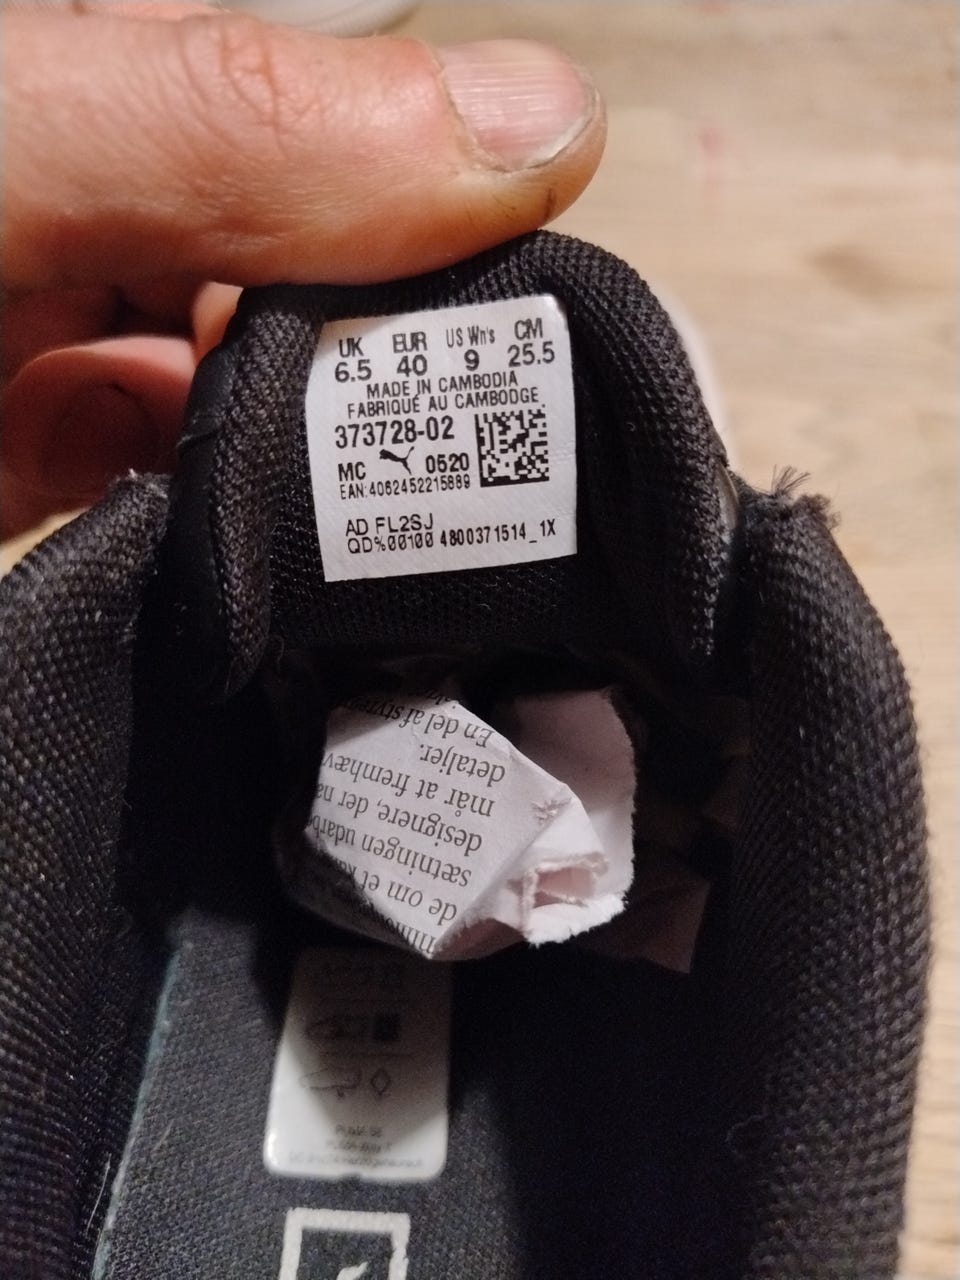 UK EUR US Wn's CM
6.5 40 9 25.5
MADE IN CAMBODIA
FABRIQUÉ AU CAMBODGE
373728-02
MC 0520
EAN:4062452215889
AD FL2SJ
QD%00100 4800371514_1X
de om et
sætningen
designere, der
mår at fremhæv
detaljer.
En del af